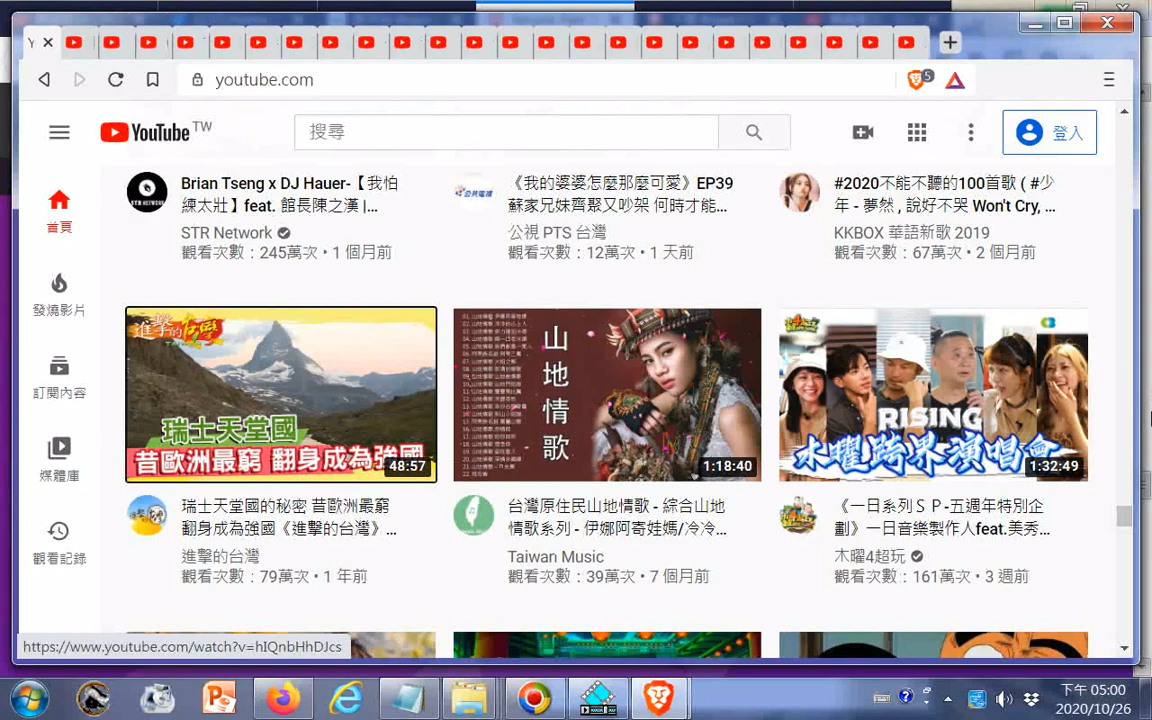 Y
youtube.com
5
YouTube TW
搜尋
登入
首頁
發燒影片
訂閱內容
媒體庫
觀看記錄
STR NETWORK
Brian Tseng x DJ Hauer-【我怕
練太壯】feat. 館長陳之漢 |...
STR Network
觀看次數：245萬次 • 1 個月前
公共電視
《我的婆婆怎麼那麼可愛》EP39
蘇家兄妹齊聚又吵架 何時才能...
公視 PTS 台灣
觀看次數：12萬次 • 1 天前
#2020不能不聽的100首歌 ( #少
年 - 夢然 , 說好不哭 Won't Cry, ...
KKBOX 華語新歌 2019
觀看次數：67萬次 • 2 個月前
進擊的台灣
瑞士天堂國
昔歐洲最窮 翻身成為強國
48:57
瑞士天堂國的秘密 昔歐洲最窮
翻身成為強國《進擊的台灣》...
進擊的台灣
觀看次數：79萬次 • 1 年前
山地情歌
1:18:40
台灣原住民山地情歌 - 綜合山地
情歌系列 - 伊娜阿寄娃媽/冷冷...
Taiwan Music
觀看次數：39萬次 • 7 個月前
RISING
木曜跨界演唱會
1:32:49
《一日系列ＳＰ-五週年特別企
劃》一日音樂製作人feat.美秀...
木曜4超玩
觀看次數：161萬次 • 3 週前
https://www.youtube.com/watch?v=hIQnbHhDJcs
下午 05:00
2020/10/26